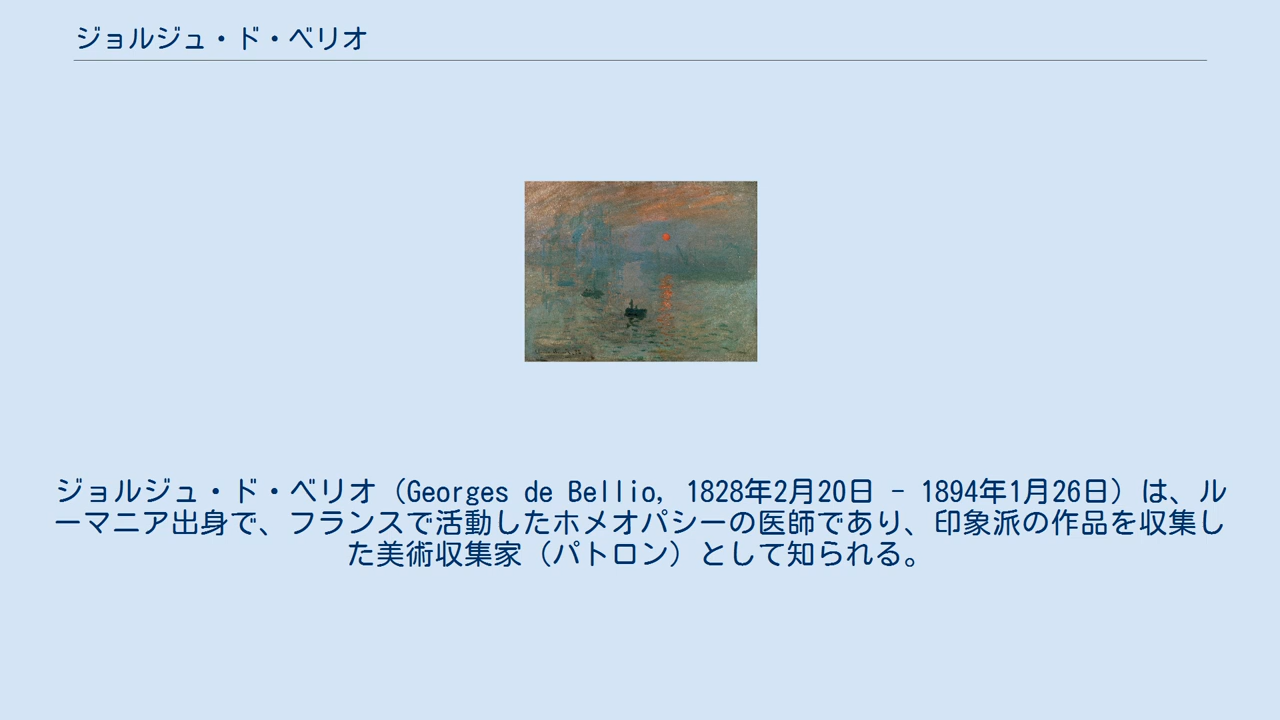 ジョルジュ・ド・ベリオ
ジョルジュ・ド・ベリオ（Georges de Bellio, 1828年2月20日 - 1894年1月26日）は、ル
ーマニア出身で、フランスで活動したホメオパシーの医師であり、印象派の作品を収集し
た美術収集家（パトロン）として知られる。